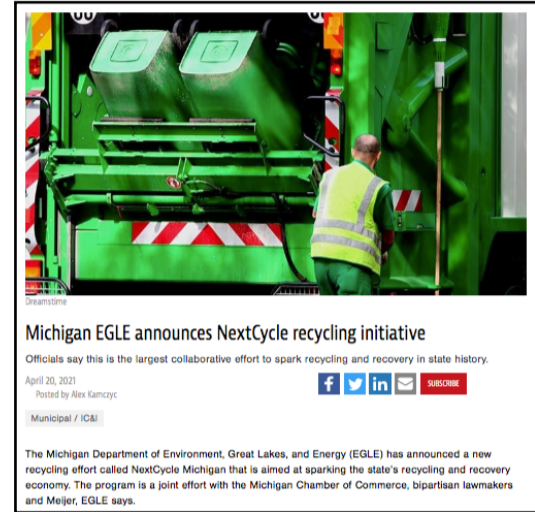 Dreamstime
Michigan EGLE announces NextCycle recycling initiative
Officials say this is the largest collaborative effort to spark recycling and recovery in state history.
April 20, 2021
Posted by Alex Kamczyc
SUBSCRIBE
Municipal / IC&I
The Michigan Department of Environment, Great Lakes, and Energy (EGLE) has announced a new
recycling effort called NextCycle Michigan that is aimed at sparking the state's recycling and recovery
economy. The program is a joint effort with the Michigan Chamber of Commerce, bipartisan lawmakers
and Meijer, EGLE says.